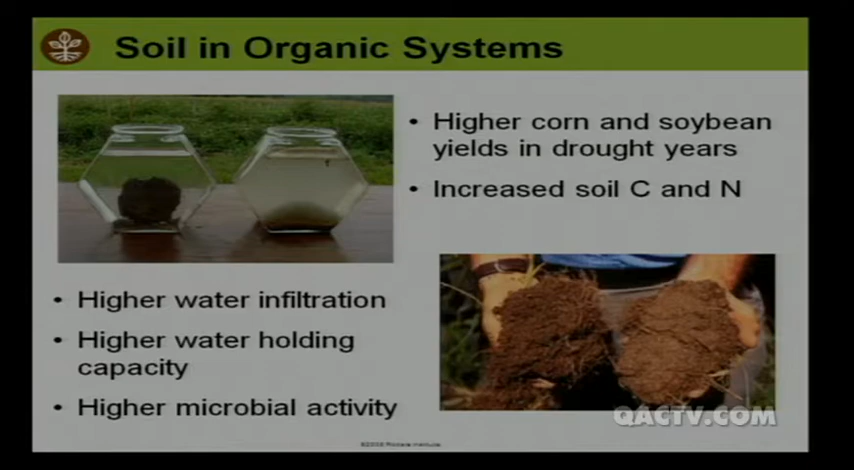 Soil in Organic Systems
• Higher corn and soybean
yields in drought years
• Increased soil C and N
• Higher water infiltration
• Higher water holding
capacity
• Higher microbial activity
QACTV.COM